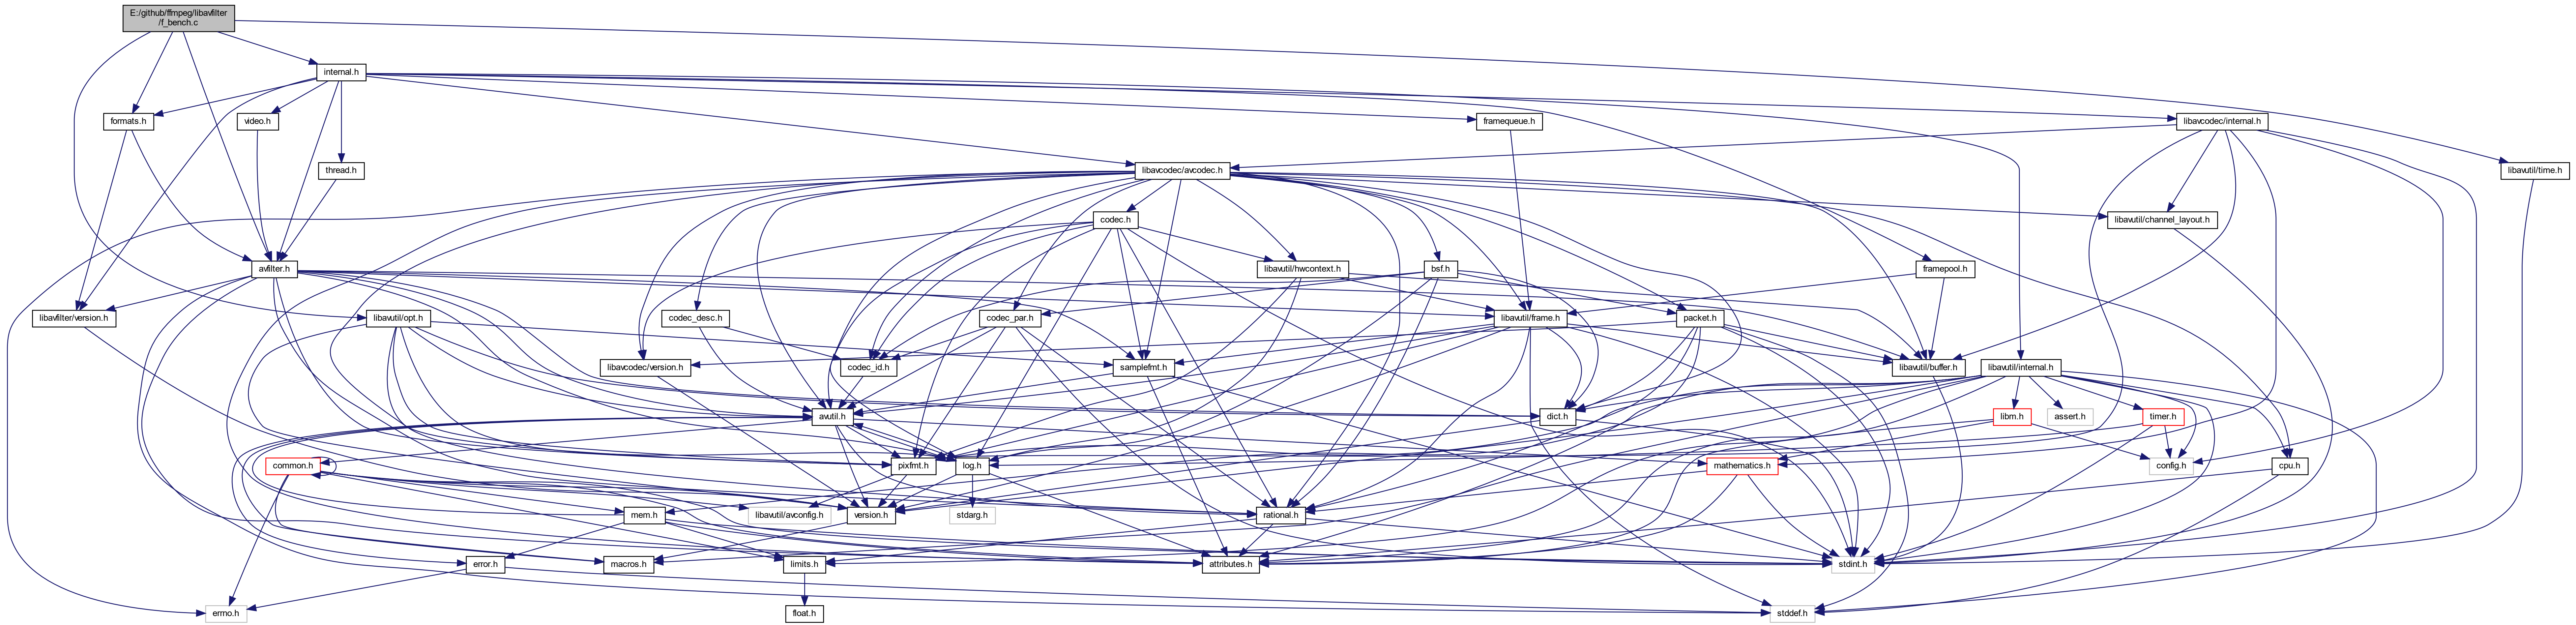 E:/github/ffmpeg/libavfilter
/f_bench.c
internal.h
formats.h
video.h
framequeue.h
libavcodec/internal.h
thread.h
libavcodec/avcodec.h
libavutil/time.h
codec.h
libavutil/channel_layout.h
avfilter.h
libavutil/hwcontext.h
bsf.h
framepool.h
libavfilter/version.h
libavutil/opt.h
codec_desc.h
codec_par.h
libavutil/frame.h
packet.h
libavcodec/version.h
codec_id.h
samplefmt.h
libavutil/buffer.h
libavutil/internal.h
avutil.h
dict.h
libm.h
assert.h
timer.h
common.h
pixfmt.h
log.h
mathematics.h
config.h
cpu.h
mem.h
libavutil/avconfig.h
version.h
stdarg.h
rational.h
error.h
macros.h
limits.h
attributes.h
stdint.h
errno.h
float.h
stddef.h